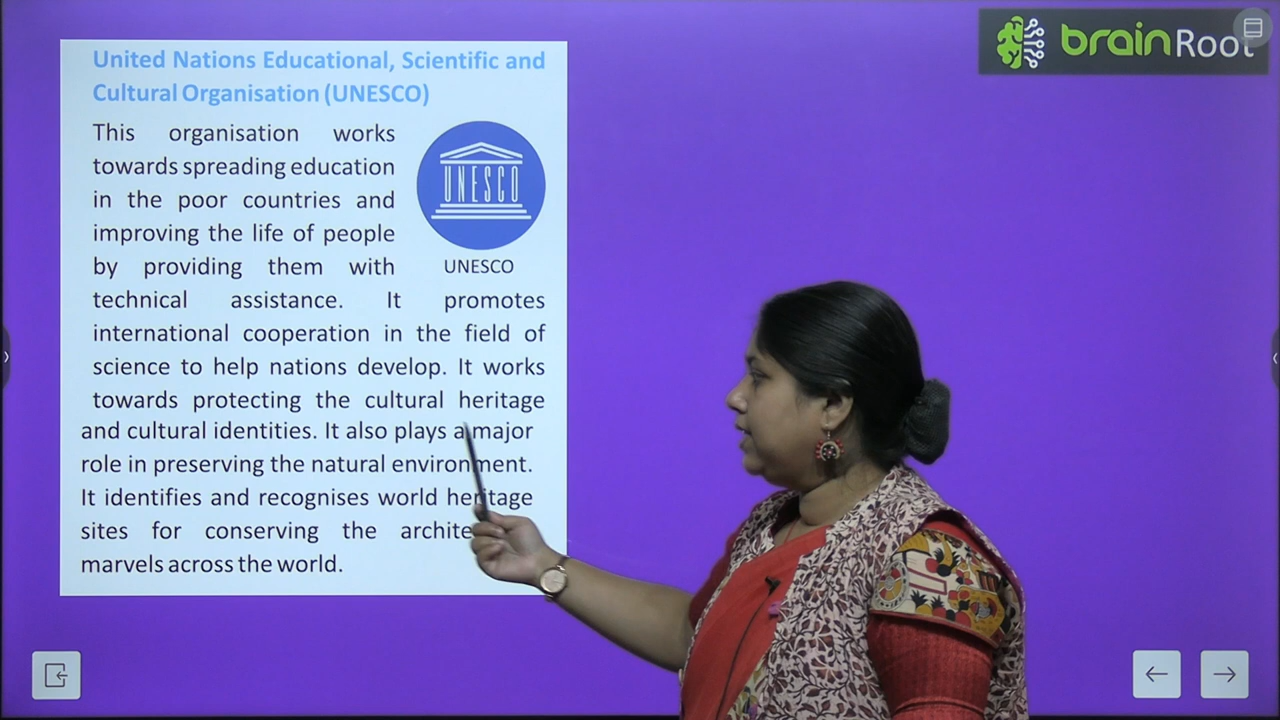 United Nations Educational, Scientific and
Cultural Organisation (UNESCO)
This organisation works
towards spreading education
in the poor countries and
improving the life of people
by providing them with
technical assistance. It promotes
international cooperation in the field of
science to help nations develop. It works
towards protecting the cultural heritage
and cultural identities. It also plays a major
role in preserving the natural environment.
It identifies and recognises world heritage
sites for conserving the archite
marvels across the world.
UNESCO
UNESCO
brainRoot